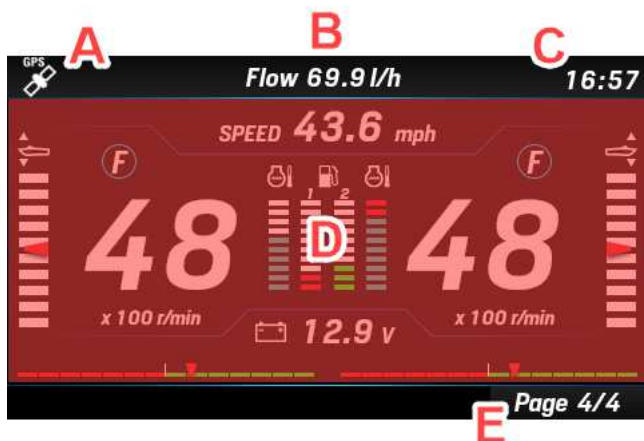 A
B
C
GPS
Flow 69.9 l/h
16:57
SPEED 43.6 mph
F
F
1 2
48
D
48
x 100 r/min
x 100 r/min
12.9 V
Page 4/4
E